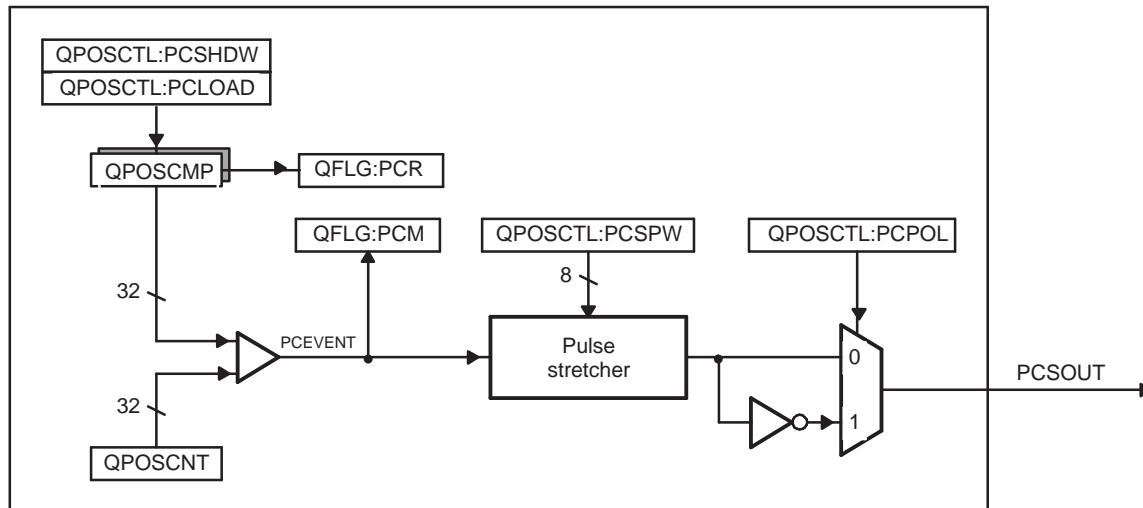 QPOSCTL:PCSHDW
QPOSCTL:PCLOAD
QPOSCMP
QFLG:PCR
QFLG:PCM
QPOSCTL:PCSPW
QPOSCTL:PCPOL
32
8
PCEVENT
Pulse
stretcher
0
PCSOUT
32
1
QPOSCNT